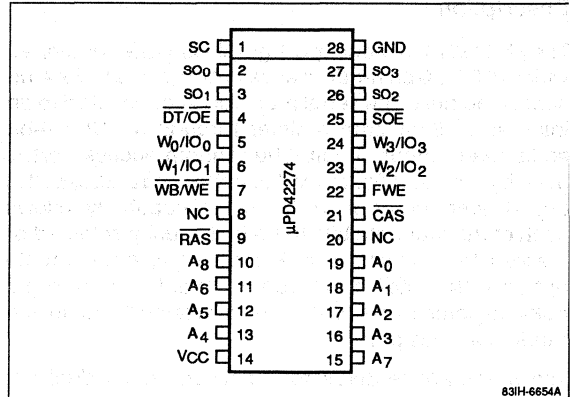 SC 1 28 GND
SO0 2 27 SO3
SO1 3 26 SO2
DT/OE 4 25 SOE
W0/IO0 5 24 W3/IO3
W1/IO1 6 23 W2/IO2
WB/WE 7 22 FWE
NC 8 21 CAS
RAS 9 20 NC
A8 10 19 A0
A6 11 18 A1
A5 12 17 A2
A4 13 16 A3
VCC 14 15 A7
µPD42274
83IH-6654A